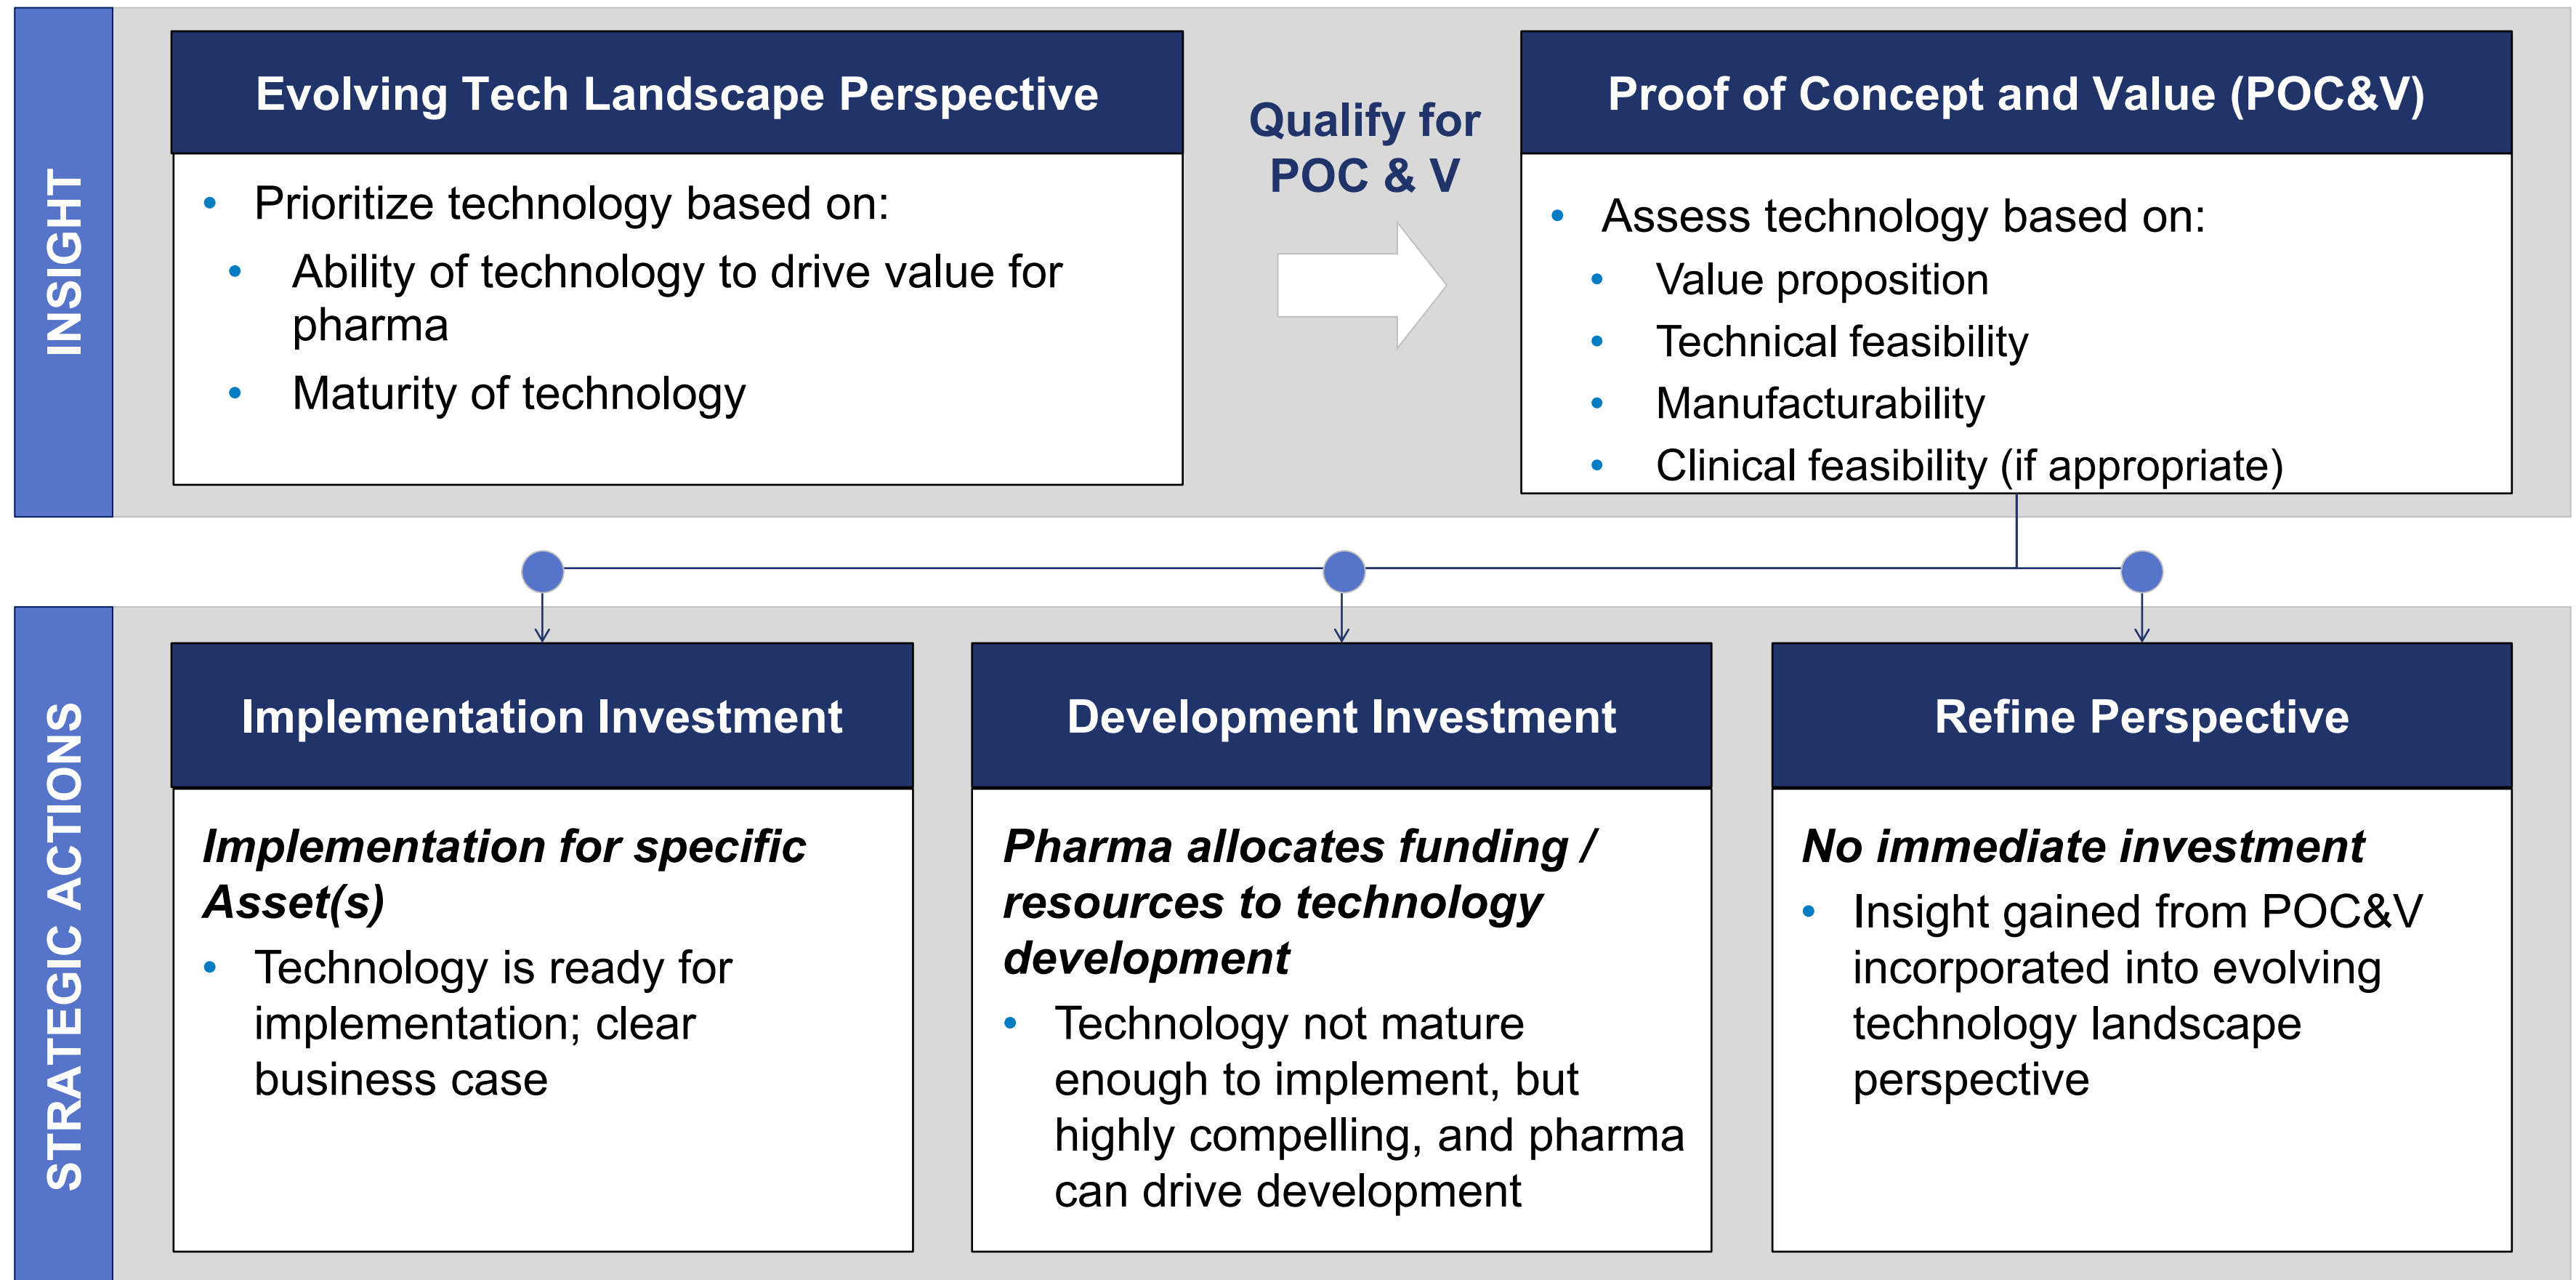 INSIGHT
Evolving Tech Landscape Perspective
• Prioritize technology based on:
• Ability of technology to drive value for
pharma
• Maturity of technology
Qualify for
POC & V
Proof of Concept and Value (POC&V)
• Assess technology based on:
• Value proposition
• Technical feasibility
• Manufacturability
• Clinical feasibility (if appropriate)
STRATEGIC ACTIONS
Implementation Investment
Implementation for specific
Asset(s)
• Technology is ready for
implementation; clear
business case
Development Investment
Pharma allocates funding /
resources to technology
development
• Technology not mature
enough to implement, but
highly compelling, and pharma
can drive development
Refine Perspective
No immediate investment
• Insight gained from POC&V
incorporated into evolving
technology landscape
perspective